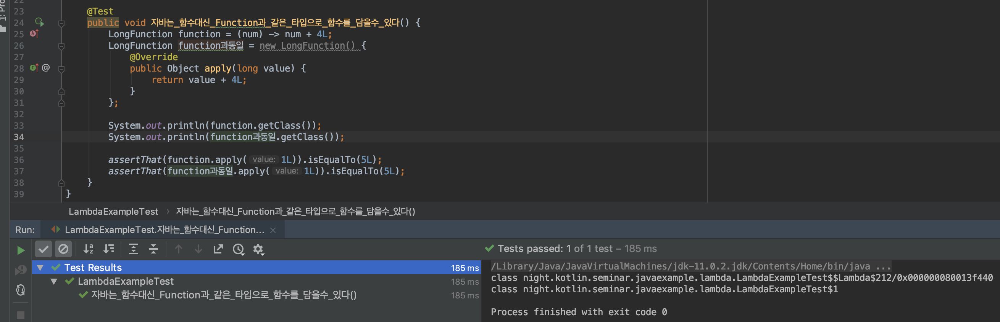 1: Pro
22
23 @Test
24 public void 자바는_함수대신_Function과_같은_타입으로_함수를_담을수_있다() {
25 LongFunction function = (num) -> num + 4L;
26 LongFunction function과동일 = new LongFunction() {
27 @Override
28 @ public Object apply(long value) {
29 return value + 4L;
30 }
31 };
32
33 System.out.println(function.getClass());
34 System.out.println(function과동일.getClass());
35
36 assertThat(function.apply( value: 1L)).isEqualTo(5L);
37 assertThat(function과동일.apply( value: 1L)).isEqualTo(5L);
38 }
39 }
LambdaExampleTest › 자바는_함수대신_Function과_같은_타입으로_함수를_담을수_있다()
Run: LambdaExampleTest.자바는_함수대신_Function... ×
Tests passed: 1 of 1 test – 185 ms
Test Results 185 ms
LambdaExampleTest 185 ms
자바는_함수대신_Function과_같은_타입으로_함수를_담을수_있다() 185 ms
/Library/Java/JavaVirtualMachines/jdk-11.0.2.jdk/Contents/Home/bin/java ...
class night.kotlin.seminar.javaexample.lambda.LambdaExampleTest$$Lambda$212/0x000000080013f440
class night.kotlin.seminar.javaexample.lambda.LambdaExampleTest$1
Process finished with exit code 0